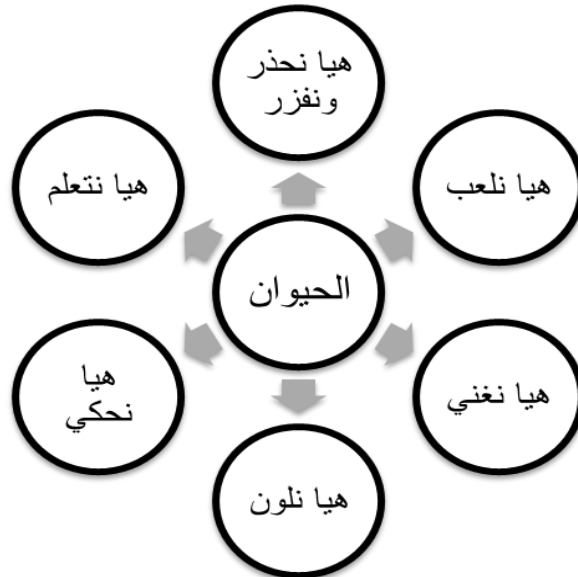 هيا نحذر
ونفزر
هيا نلعب
هيا نتعلم
الحيوان
هيا نغني
هيا
نحكي
هيا نلون